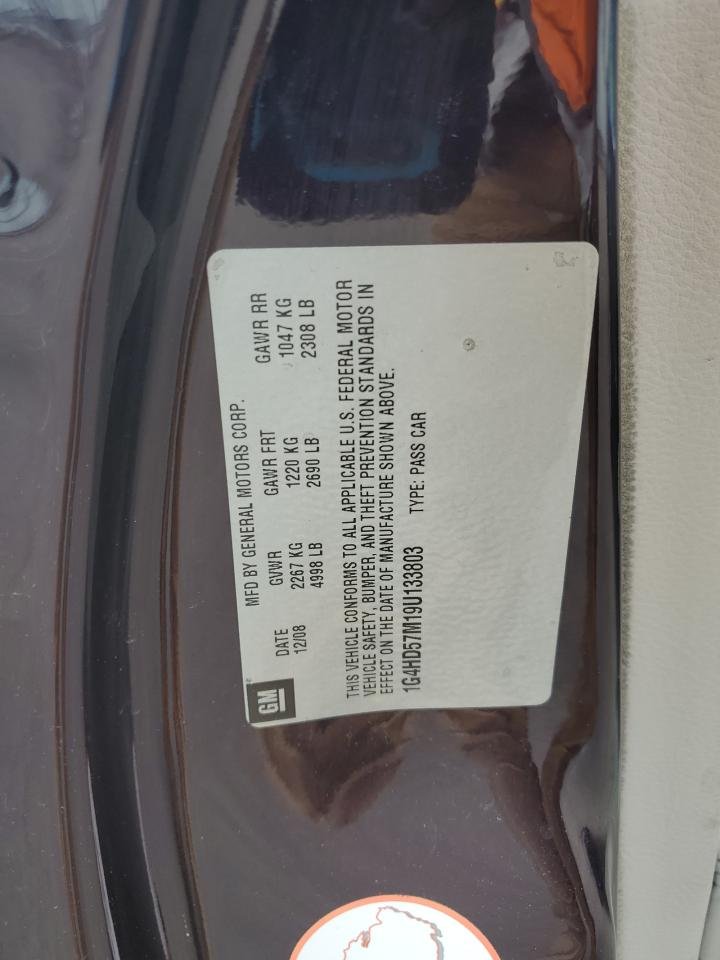 GM
MFD BY GENERAL MOTORS CORP.
DATE GVWR GAWR FRT GAWR RR
12/08 2267 KG 1220 KG 1047 KG
4998 LB 2690 LB 2308 LB
THIS VEHICLE CONFORMS TO ALL APPLICABLE U.S. FEDERAL MOTOR
VEHICLE SAFETY, BUMPER, AND THEFT PREVENTION STANDARDS IN
EFFECT ON THE DATE OF MANUFACTURE SHOWN ABOVE.
1G4HD57M19U133803 TYPE: PASS CAR